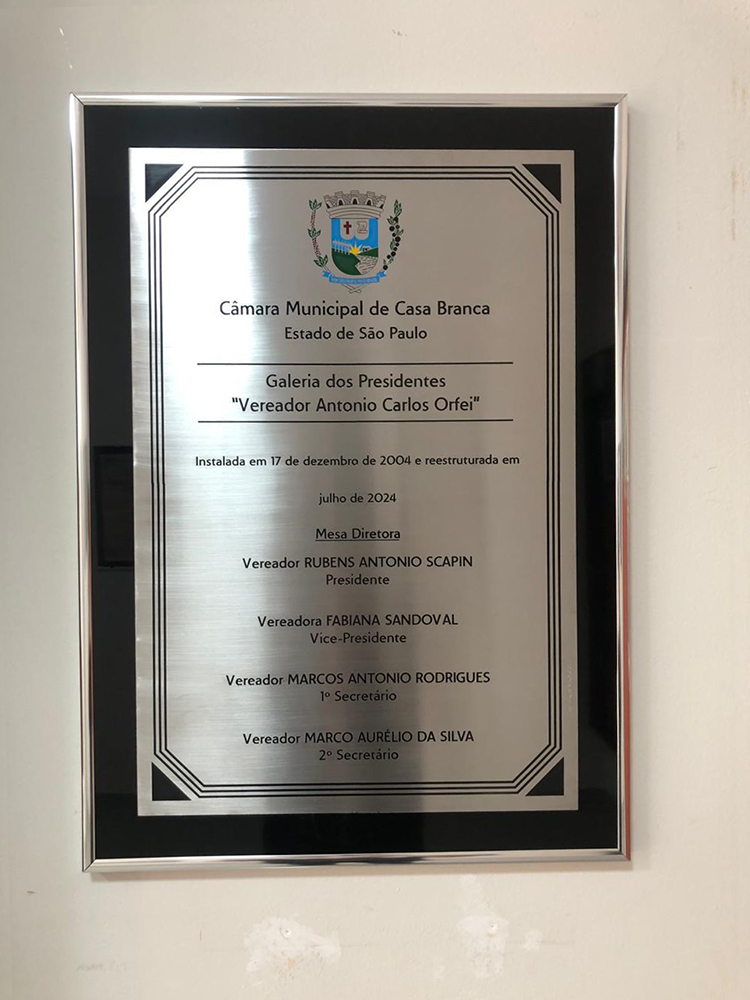 Câmara Municipal de Casa Branca
Estado de São Paulo
Galeria dos Presidentes
"Vereador Antonio Carlos Orfei"
Instalada em 17 de dezembro de 2004 e reestruturada em
julho de 2024
Mesa Diretora
Vereador RUBENS ANTONIO SCAPIN
Presidente
Vereadora FABIANA SANDOVAL
Vice-Presidente
Vereador MARCOS ANTONIO RODRIGUES
1º Secretário
Vereador MARCO AURÉLIO DA SILVA
2º Secretário